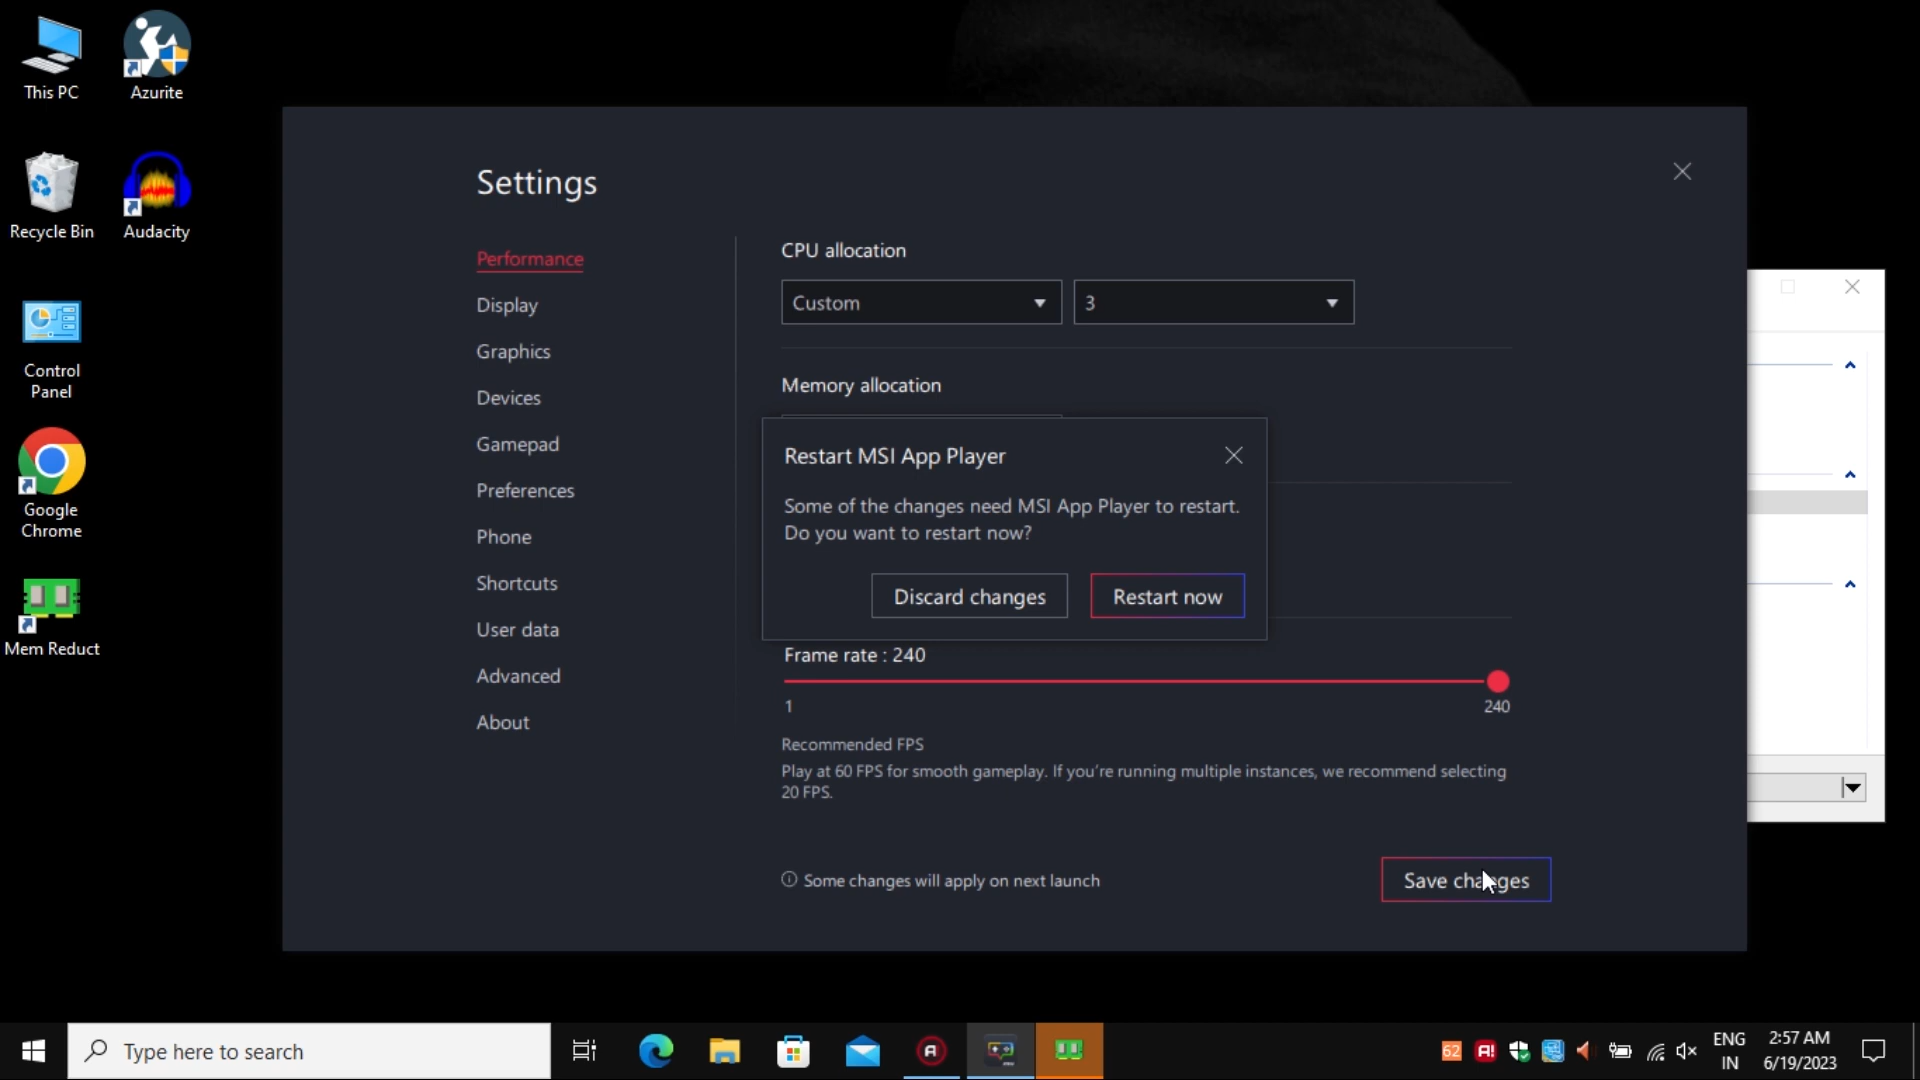 This PC
Azurite
Recycle Bin
Audacity
Control
Panel
Google
Chrome
Mem Reduct
Settings
Performance
Display
Graphics
Devices
Gamepad
Preferences
Phone
Shortcuts
User data
Advanced
About
CPU allocation
Custom
3
Memory allocation
Restart MSI App Player
Some of the changes need MSI App Player to restart.
Do you want to restart now?
Discard changes
Restart now
Frame rate : 240
1
240
Recommended FPS
Play at 60 FPS for smooth gameplay. If you're running multiple instances, we recommend selecting
20 FPS.
Some changes will apply on next launch
Save changes
Type here to search
62
ENG
IN
2:57 AM
6/19/2023